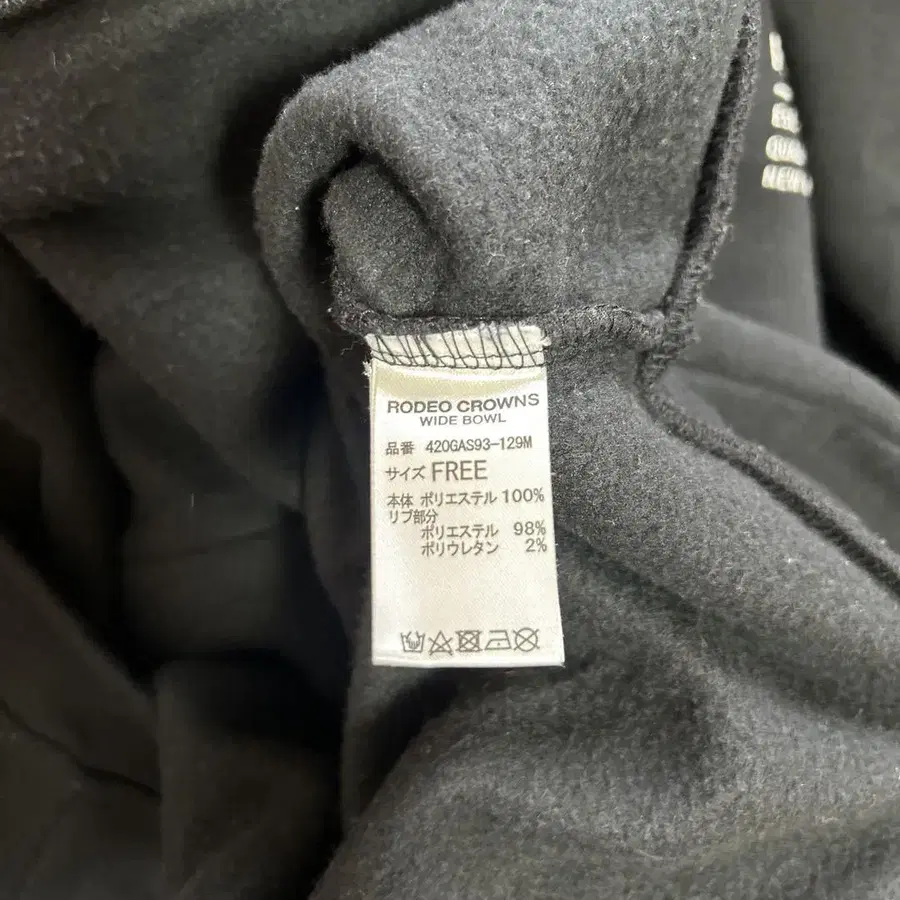 RODEO CROWNS
WIDE BOWL
品番 420GAS93-129M
サイズ FREE
本体 ポリエステル 100%
リブ部分
ポリエステル 98%
ポリウレタン 2%